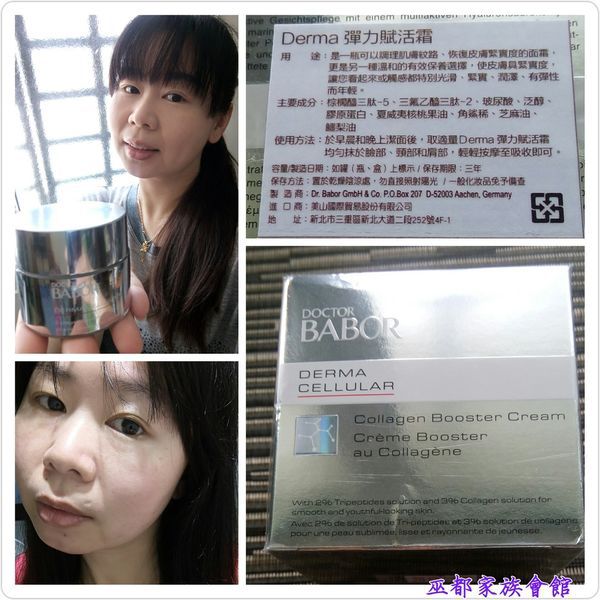 DOCTOR
BABOR
DERMA
Derma 彈力賦活霜
用 途：是一瓶可以調理肌膚紋路、恢復皮膚緊實度的面霜，
更是另一種溫和的有效保養選擇，使皮膚具緊實度，
讓您看起來或觸感都特別光滑、緊實、潤澤、有彈性
而年輕。
主要成分：棕櫚醯三肽-5、三氟乙醯三肽-2、玻尿酸、泛醇、
膠原蛋白、夏威夷核桃果油、角鯊稀、芝麻油、
鱷梨油
使用方法：於早晨和晚上潔面後，取適量Derma 彈力賦活霜
均勻抹於臉部、頸部和肩部，輕輕按摩至吸收即可。
容量/製造日期：如罐（瓶、盒）上標示 / 保存期限：三年
保存方法：置於乾燥陰涼處，勿直接照射陽光 / 一般化妝品免予備查
製 造 商：Dr. Babor GmbH & Co. P.O.Box 207 D-52003 Aachen, Germany
進 口 商：美山國際貿易股份有限公司
地 址：新北市三重區新北大道二段252號4F-1
DOCTOR
BABOR
DERMA
CELLULAR
Collagen Booster Cream
Crème Booster
au Collagène
With 2% Tripeptides solution and 3% Collagen solution for
smooth and youthful-looking skin.
Avec 2% de solution de Tri-peptides et 3% de solution de collagène
pour une peau sublimée, lisse et rayonnante de jeunesse.
巫都家族會館